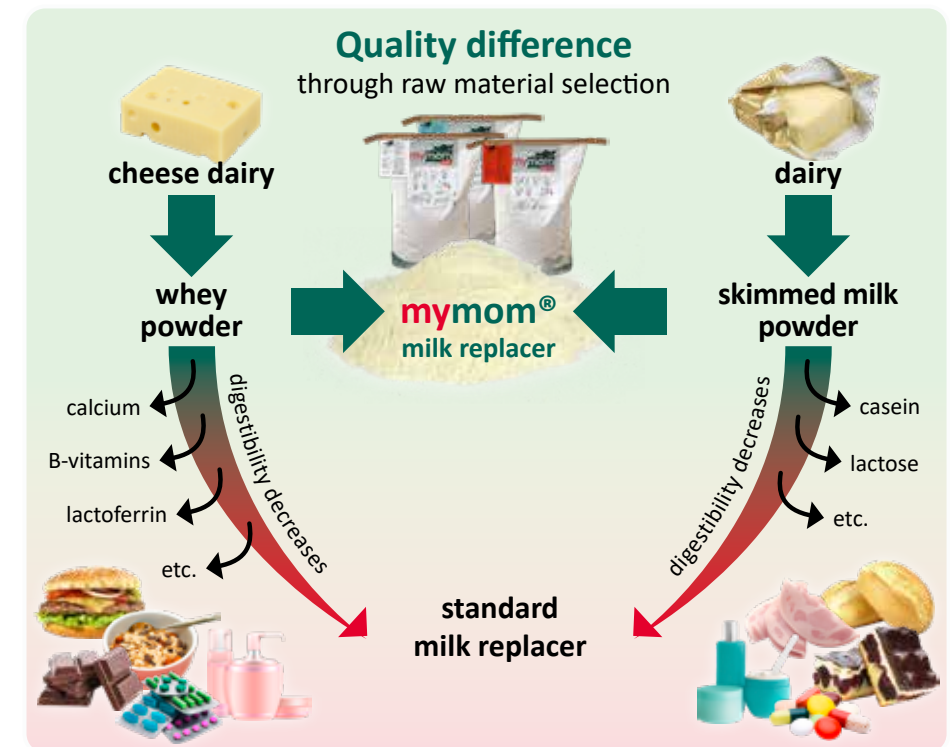 Quality difference
through raw material selection
cheese dairy
dairy
whey
powder
mymom®
milk replacer
skimmed milk
powder
calcium
B-vitamins
lactoferrin
etc.
digestibility decreases
digestibility decreases
casein
lactose
etc.
standard
milk replacer